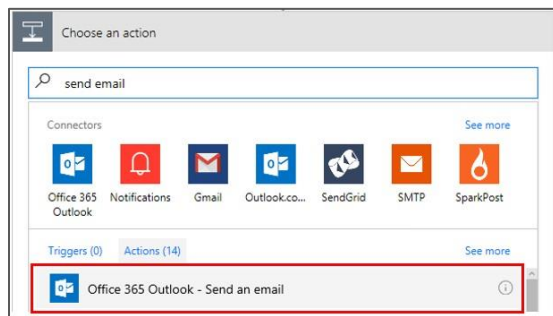 Choose an action
send email
Connectors See more
Office 365 Outlook Notifications Gmail Outlook.co... SendGrid SMTP SparkPost
Triggers (0) Actions (14) See more
Office 365 Outlook - Send an email